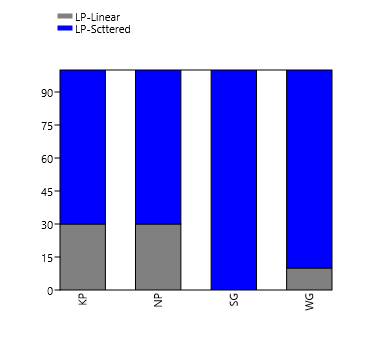 LP-Linear
LP-Scttered
90
75
60
45
30
15
0
KP
NP
SG
WG